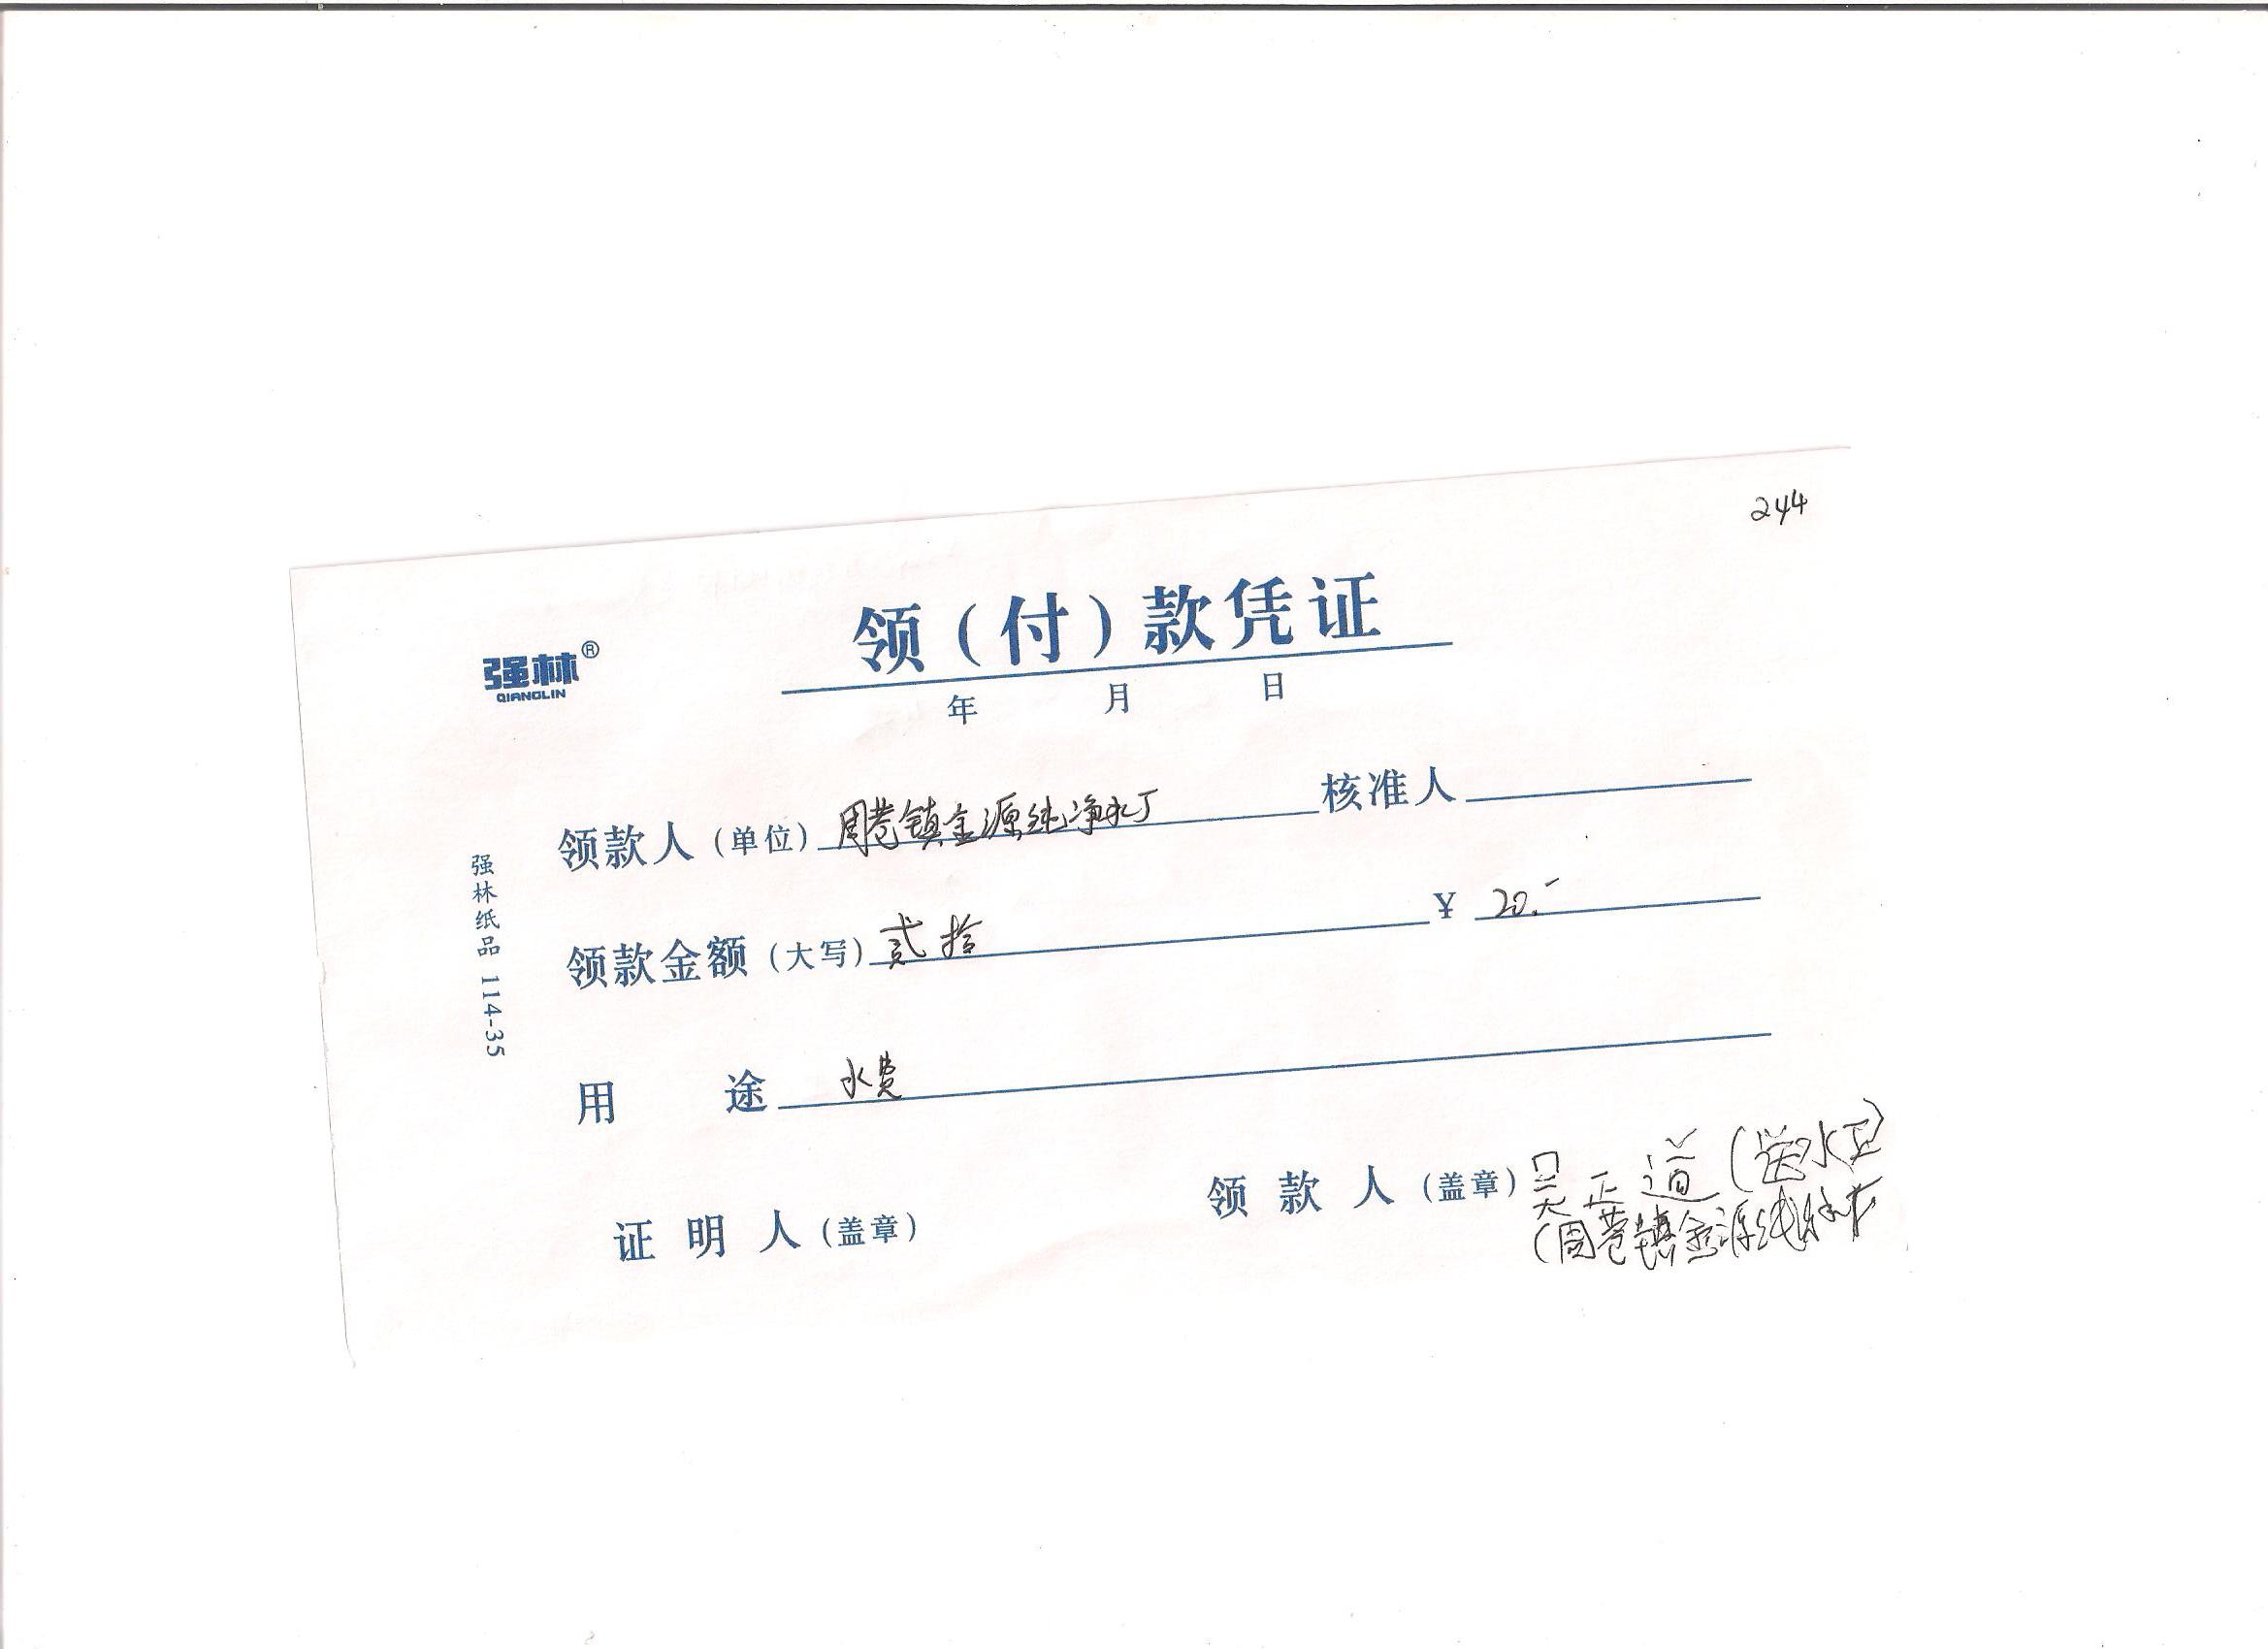 244
领（付）款凭证
强林®
QIANGLIN
年 月 日
领款人（单位）周巷镇金源纯净水厂 核准人
领款金额（大写）贰拾 ¥ 20.-
用 途 水费
证 明 人（盖章） 领 款 人（盖章）吴正道（送水工）
（周巷镇金源纯净水厂
强林纸品 114-35